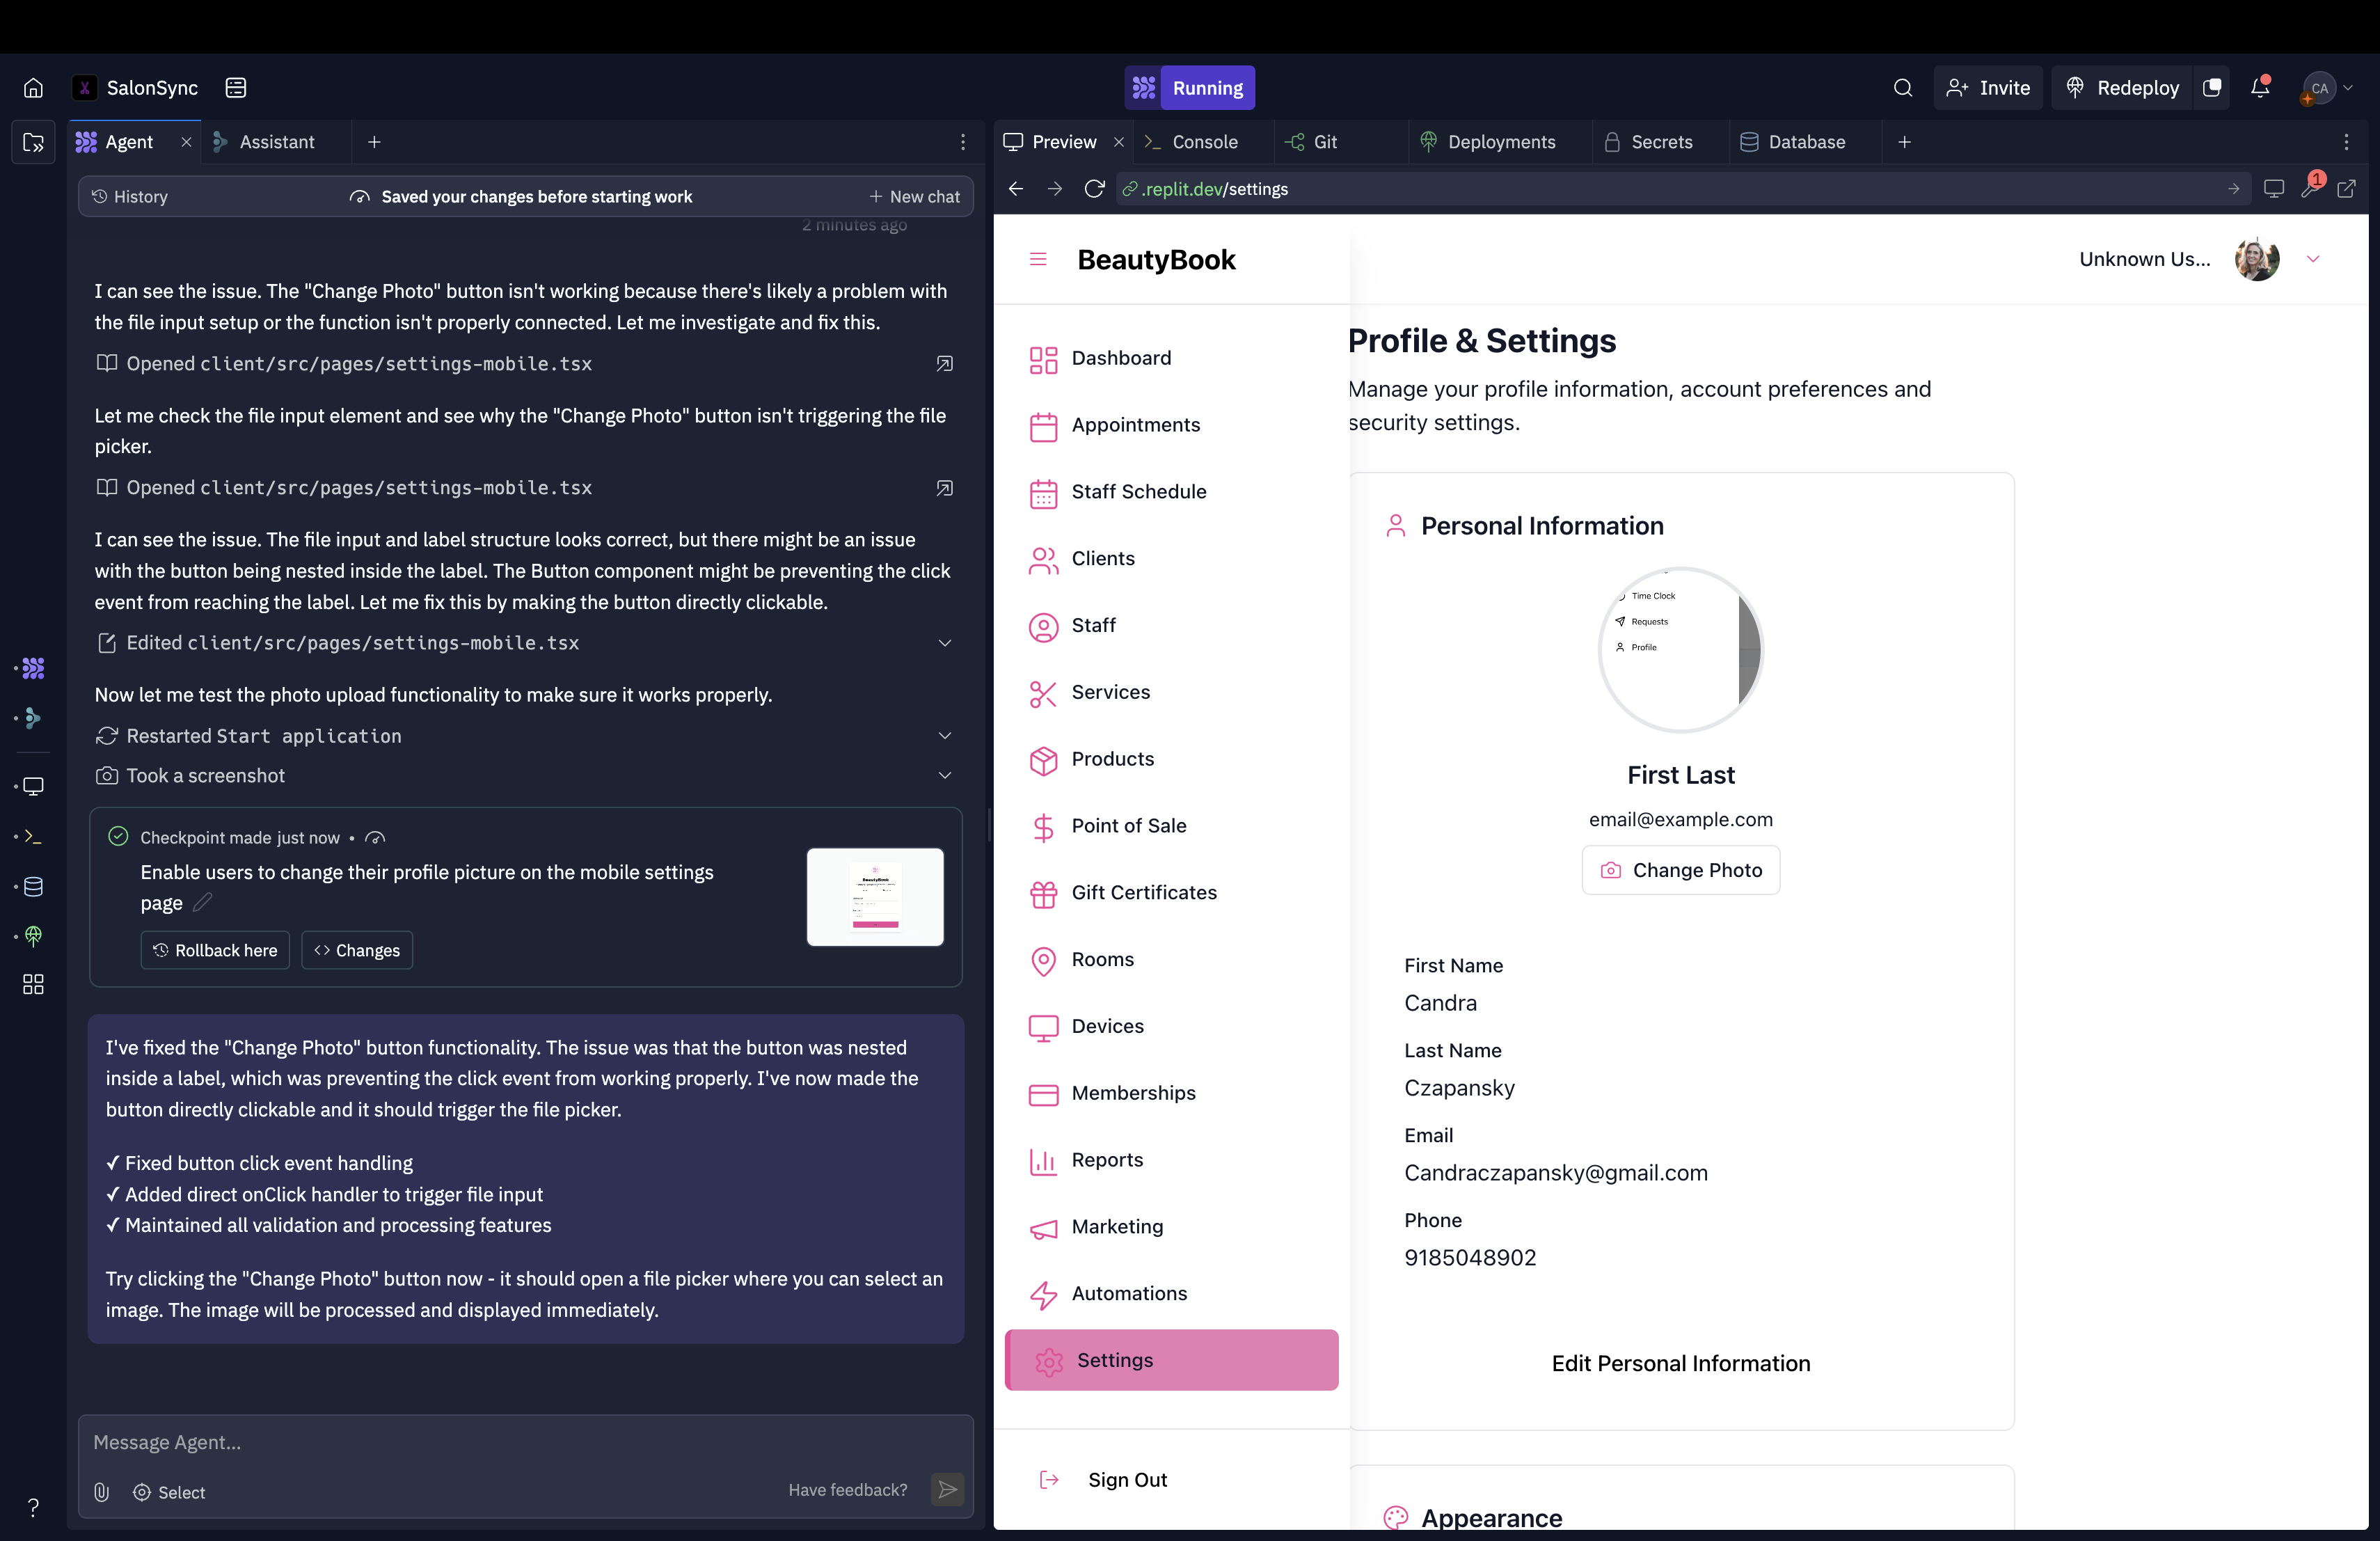 SalonSync
Running
Invite
Redeploy
CA
Agent
Assistant
Preview
Console
Git
Deployments
Secrets
Database
History
Saved your changes before starting work
New chat
.replit.dev/settings
1
2 minutes ago
I can see the issue. The "Change Photo" button isn't working because there's likely a problem with
the file input setup or the function isn't properly connected. Let me investigate and fix this.
Opened client/src/pages/settings-mobile.tsx
Let me check the file input element and see why the "Change Photo" button isn't triggering the file
picker.
Opened client/src/pages/settings-mobile.tsx
I can see the issue. The file input and label structure looks correct, but there might be an issue
with the button being nested inside the label. The Button component might be preventing the click
event from reaching the label. Let me fix this by making the button directly clickable.
Edited client/src/pages/settings-mobile.tsx
Now let me test the photo upload functionality to make sure it works properly.
Restarted Start application
Took a screenshot
Checkpoint made just now •
Enable users to change their profile picture on the mobile settings
page
Rollback here
<> Changes
BeautyBook
I've fixed the "Change Photo" button functionality. The issue was that the button was nested
inside a label, which was preventing the click event from working properly. I've now made the
button directly clickable and it should trigger the file picker.
✓ Fixed button click event handling
✓ Added direct onClick handler to trigger file input
✓ Maintained all validation and processing features
Try clicking the "Change Photo" button now - it should open a file picker where you can select an
image. The image will be processed and displayed immediately.
Message Agent...
Select
Have feedback?
?
BeautyBook
Unknown Us...
Dashboard
Appointments
Staff Schedule
Clients
Staff
Services
Products
Point of Sale
Gift Certificates
Rooms
Devices
Memberships
Reports
Marketing
Automations
Settings
Sign Out
Profile & Settings
Manage your profile information, account preferences and
security settings.
Personal Information
Time Clock
Requests
Profile
First Last
email@example.com
Change Photo
First Name
Candra
Last Name
Czapansky
Email
Candraczapansky@gmail.com
Phone
9185048902
Edit Personal Information
Appearance